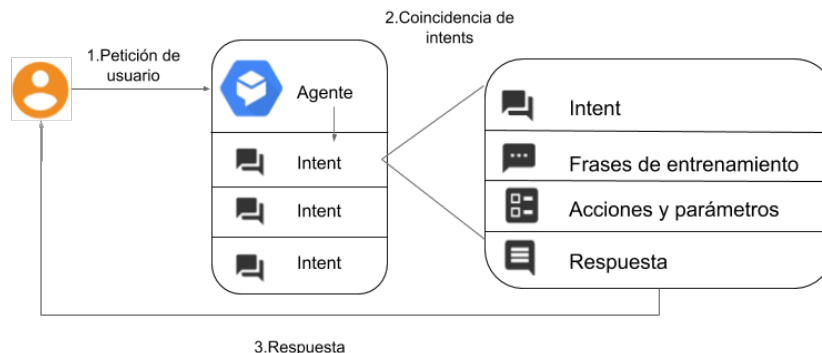 2.Coincidencia de
intents
1.Petición de
usuario
Agente
Intent
Intent
Intent
Intent
Frases de entrenamiento
Acciones y parámetros
Respuesta
3.Respuesta